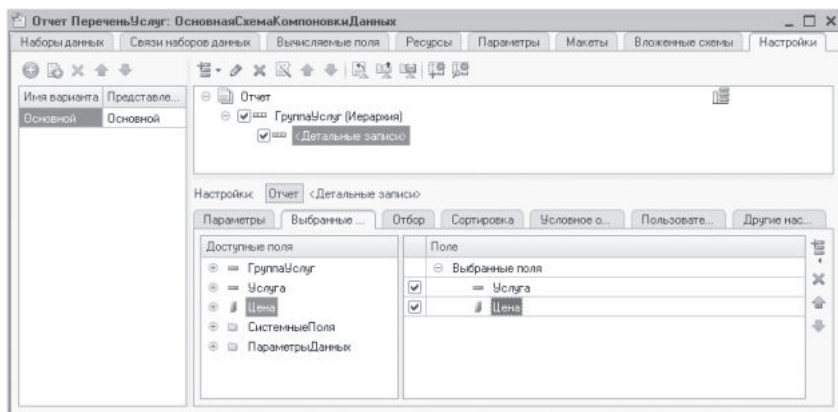 Отчет ПереченьУслуг: ОсновнаяСхемаКомпоновкиДанных
Наборы данных Связи наборов данных Вычисляемые поля Ресурсы Параметры Макеты Вложенные схемы Настройки
Имя варианта Представле...
Основной Основной
Отчет
ГруппаУслуг (Иерархия)
<Детальные записи>
Настройки: Отчет <Детальные записи>
Параметры Выбранные ... Отбор Сортировка Условное о... Пользовате... Другие нас...
Доступные поля Поле
ГруппаУслуг Выбранные поля
Услуга Услуга
Цена Цена
СистемныеПоля
ПараметрыДанных